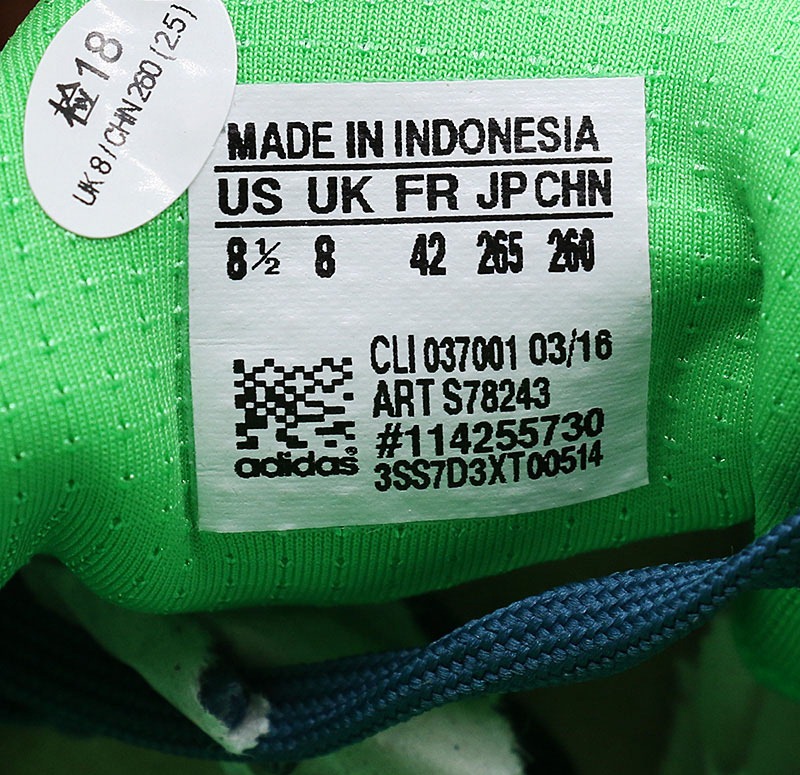 检18
UK 8 / CHN 260 (2.5)
MADE IN INDONESIA
US UK FR JP CHN
8½ 8 42 265 260
CLI 037001 03/16
ART S78243
#114255730
adidas®
3SS7D3XT00514